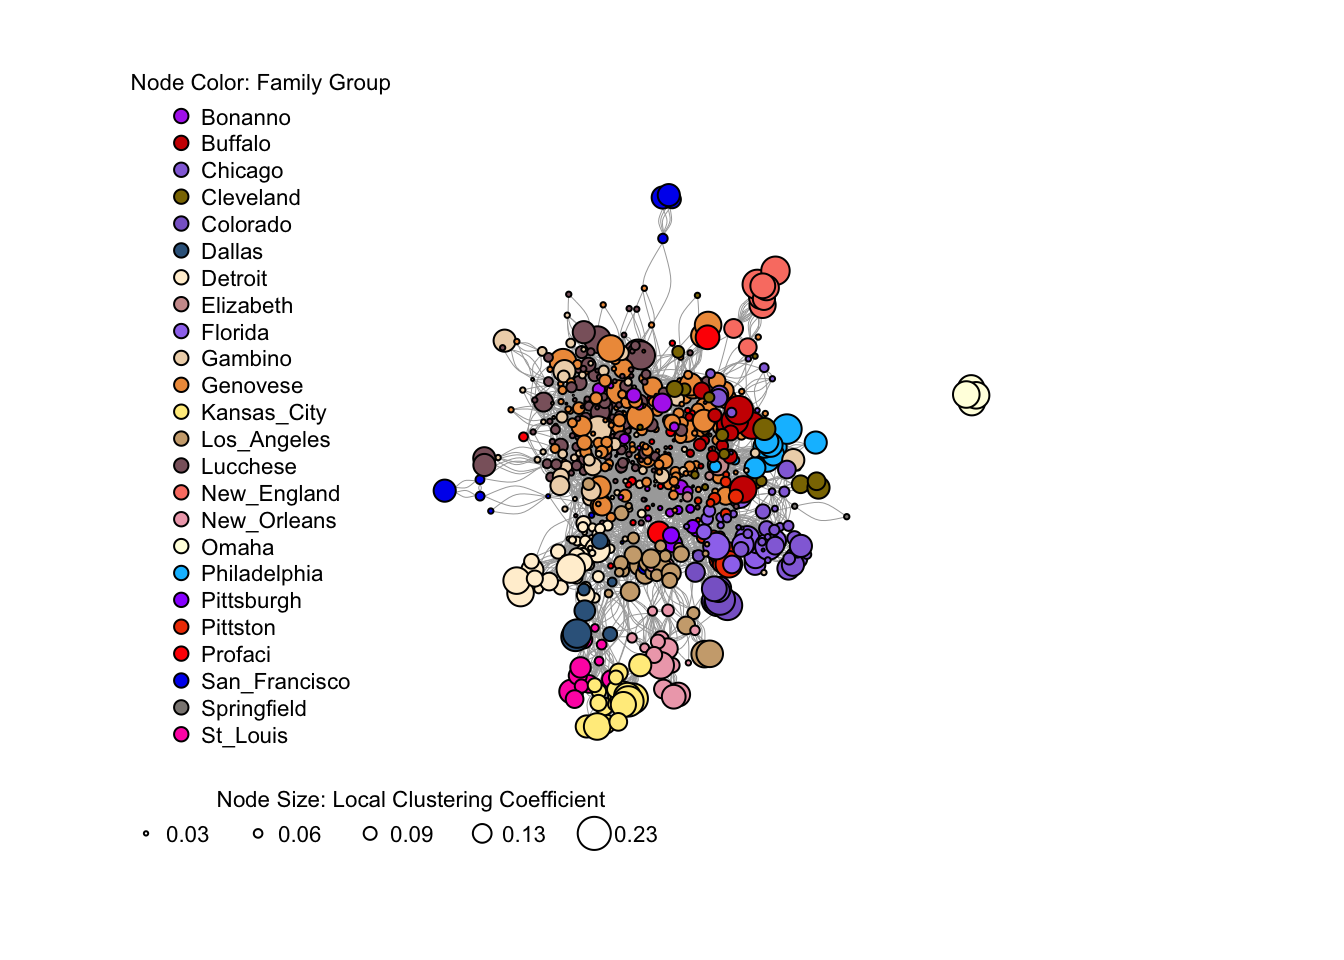 Node Color: Family Group
Bonanno
Buffalo
Chicago
Cleveland
Colorado
Dallas
Detroit
Elizabeth
Florida
Gambino
Genovese
Kansas_City
Los_Angeles
Lucchese
New_England
New_Orleans
Omaha
Philadelphia
Pittsburgh
Pittston
Profaci
San_Francisco
Springfield
St_Louis
Node Size: Local Clustering Coefficient
0.03 0.06 0.09 0.13 0.23